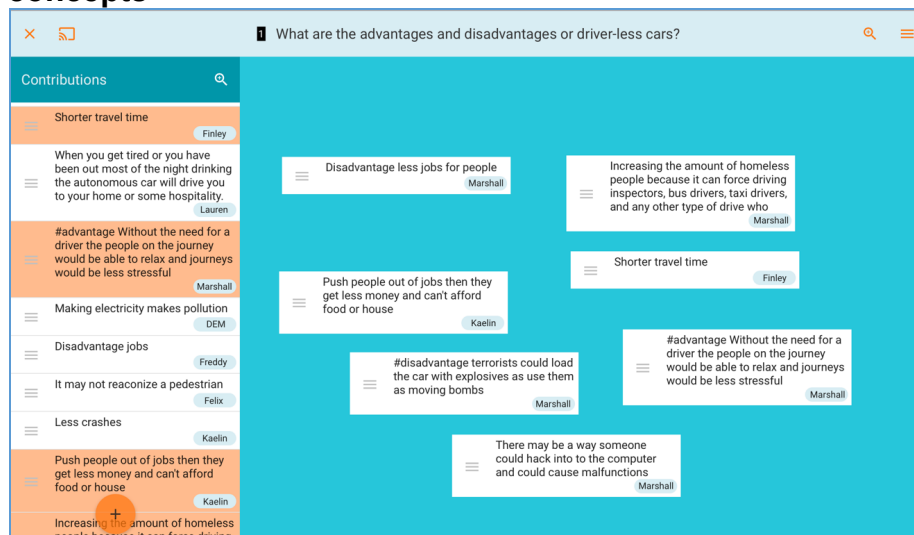 concepts
1 What are the advantages and disadvantages or driver-less cars?
Contributions
Shorter travel time
Finley
When you get tired or you have
been out most of the night drinking
the autonomous car will drive you
to your home or some hospitality.
Lauren
#advantage Without the need for a
driver the people on the journey
would be able to relax and journeys
would be less stressful
Marshall
Making electricity makes pollution
DEM
Disadvantage jobs
Freddy
It may not reaconize a pedestrian
Felix
Less crashes
Kaelin
Push people out of jobs then they
get less money and can't afford
food or house
Kaelin
+
Increasing the amount of homeless
people because it can force driving
Disadvantage less jobs for people
Marshall
Increasing the amount of homeless
people because it can force driving
inspectors, bus drivers, taxi drivers,
and any other type of drive who
Marshall
Shorter travel time
Finley
Push people out of jobs then they
get less money and can't afford
food or house
Kaelin
#advantage Without the need for a
driver the people on the journey
would be able to relax and journeys
would be less stressful
Marshall
#disadvantage terrorists could load
the car with explosives as use them
as moving bombs
Marshall
There may be a way someone
could hack into to the computer
and could cause malfunctions
Marshall